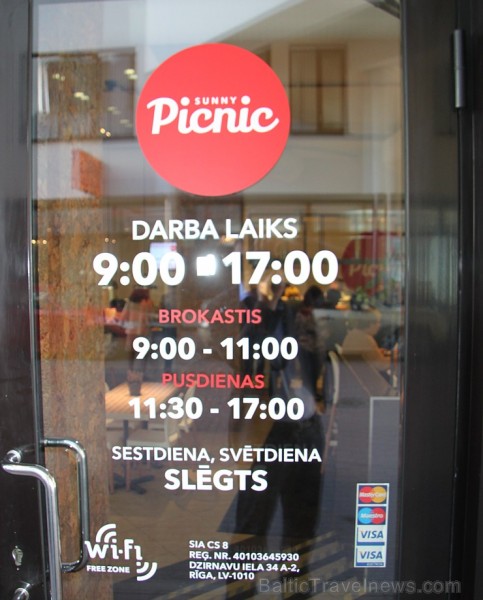 SUNNY
Picnic
DARBA LAIKS
9:00 - 17:00
BROKASTIS
9:00 - 11:00
PUSDIENAS
11:30 - 17:00
SESTDIENA, SVĒTDIENA
SLĒGTS
MasterCard
Maestro
VISA
VISA
Wi-Fi
FREE ZONE
SIA CS 8
REĢ. NR. 40103645930
DZIRNAVU IELA 34 A-2,
RĪGA, LV-1010
BalticTravelnews.com